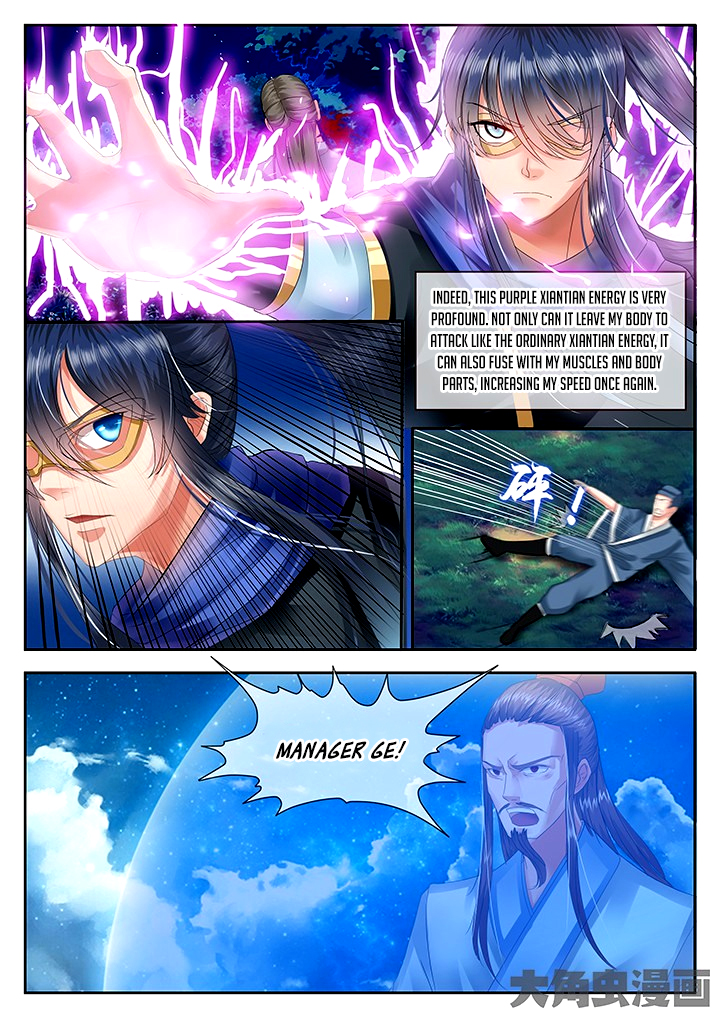 INDEED, THIS PURPLE XIANTIAN ENERGY IS VERY
PROFOUND. NOT ONLY CAN IT LEAVE MY BODY TO
ATTACK LIKE THE ORDINARY XIANTIAN ENERGY, IT
CAN ALSO FUSE WITH MY MUSCLES AND BODY
PARTS, INCREASING MY SPEED ONCE AGAIN.
砰!
MANAGER GE!
大角虫漫画